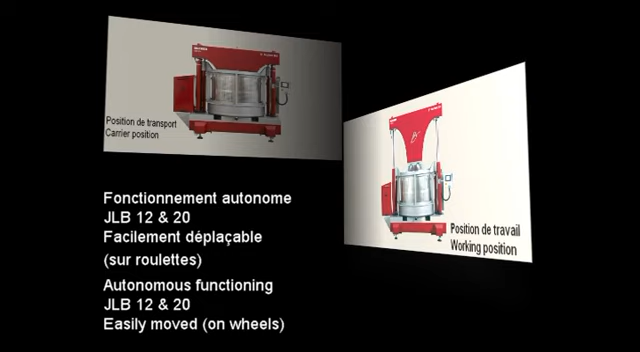 Position de transport
Carrier position
Position de travail
Working position
Fonctionnement autonome
JLB 12 & 20
Facilement déplaçable
(sur roulettes)
Autonomous functioning
JLB 12 & 20
Easily moved (on wheels)